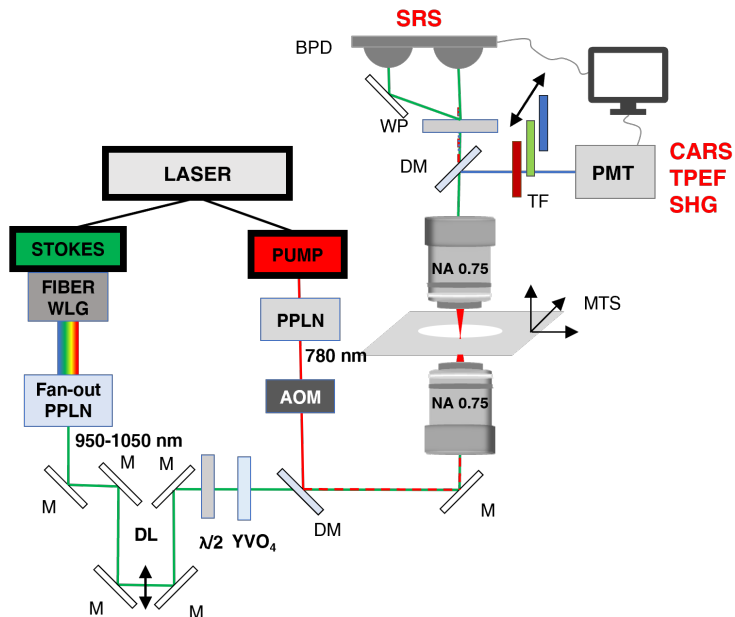 SRS
BPD
WP
DM
TF
PMT
CARS
TPEF
SHG
LASER
STOKES
PUMP
FIBER
WLG
PPLN
780 nm
AOM
Fan-out
PPLN
950-1050 nm
NA 0.75
MTS
NA 0.75
M
M
M
DL
λ/2
YVO₄
DM
M
M
M